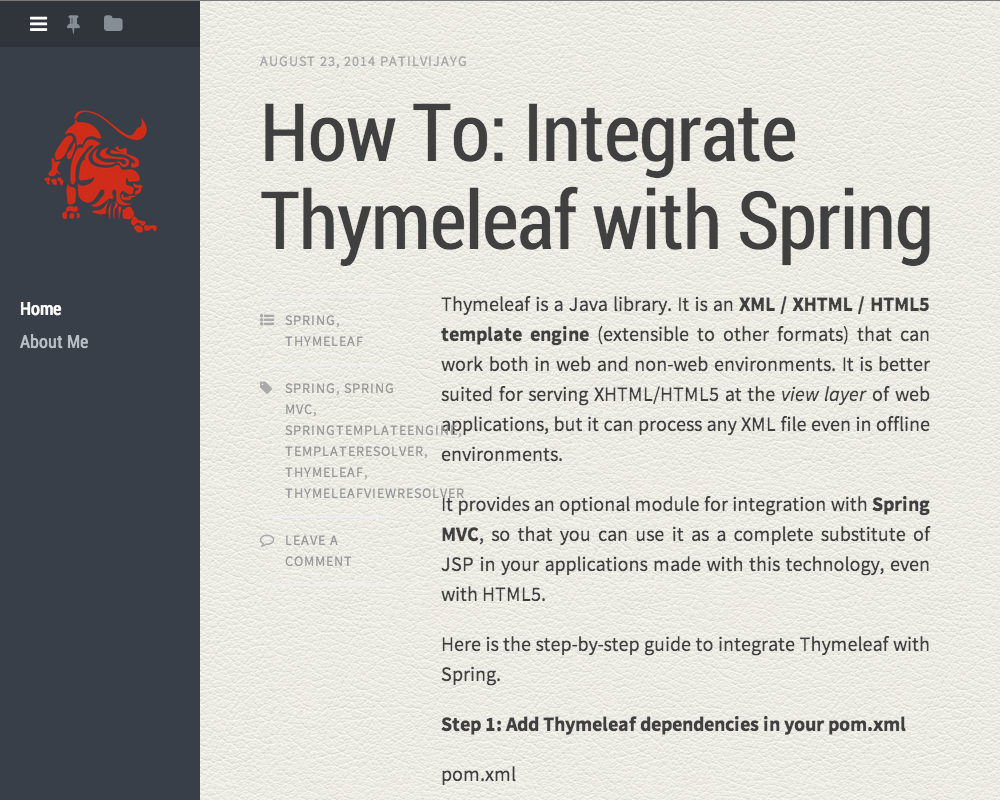 AUGUST 23, 2014 PATILVIJAYG
How To: Integrate
Thymeleaf with Spring
Home
About Me
SPRING,
THYMELEAF
SPRING, SPRING
MVC,
SPRINGTEMPLATEENGINE,
TEMPLATERESOLVER,
THYMELEAF,
THYMELEAFVIEWRESOLVER
LEAVE A
COMMENT
Thymeleaf is a Java library. It is an XML / XHTML / HTML5
template engine (extensible to other formats) that can
work both in web and non-web environments. It is better
suited for serving XHTML/HTML5 at the view layer of web
applications, but it can process any XML file even in offline
environments.
It provides an optional module for integration with Spring
MVC, so that you can use it as a complete substitute of
JSP in your applications made with this technology, even
with HTML5.
Here is the step-by-step guide to integrate Thymeleaf with
Spring.
Step 1: Add Thymeleaf dependencies in your pom.xml
pom.xml